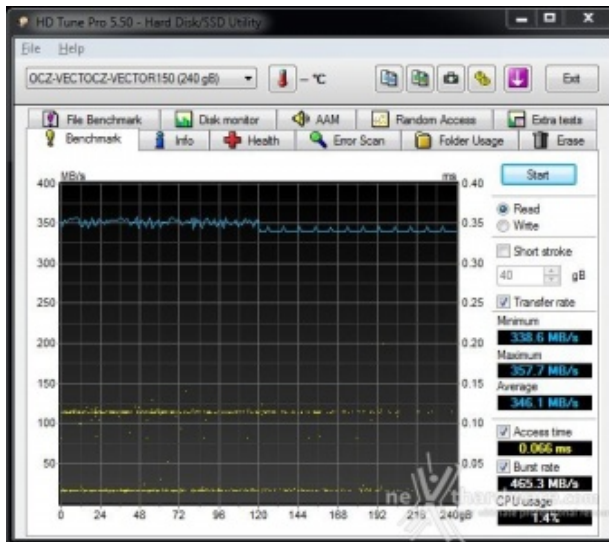 HD Tune Pro 5.50 - Hard Disk/SSD Utility
File Help
OCZ-VECTOCZ-VECTOR150 (240 gB)
– °C
Exit
File Benchmark Disk monitor AAM Random Access Extra tests
Benchmark Info Health Error Scan Folder Usage Erase
MB/s ms
Start
400 0.40
350 0.35
300 0.30
250 0.25
200 0.20
150 0.15
100 0.10
50 0.05
0 24 48 72 96 120 144 168 192 216 240gB
Read
Write
Short stroke
40 gB
Transfer rate
Minimum
338.6 MB/s
Maximum
357.7 MB/s
Average
346.1 MB/s
Access time
0.066 ms
Burst rate
465.3 MB/s
CPU usage
1.4%